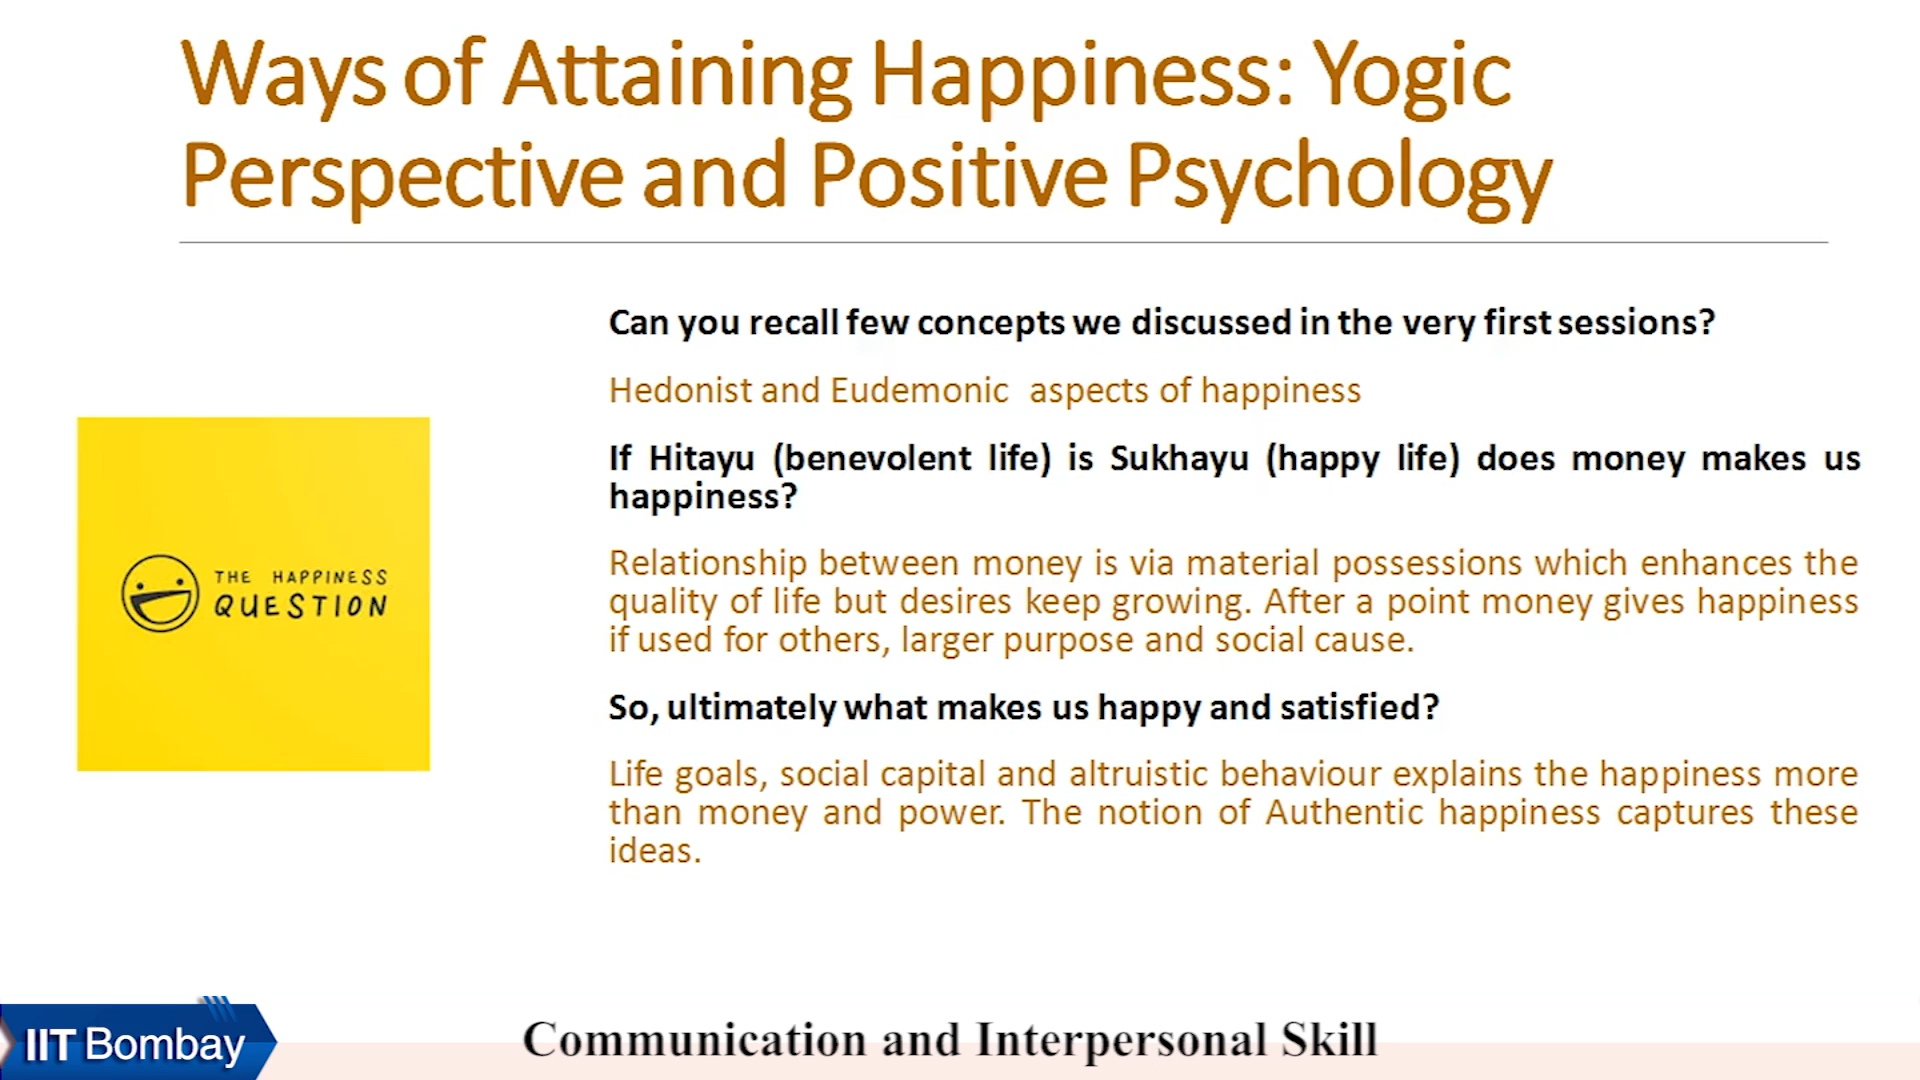 Ways of Attaining Happiness: Yogic
Perspective and Positive Psychology
Can you recall few concepts we discussed in the very first sessions?
Hedonist and Eudemonic aspects of happiness
If Hitayu (benevolent life) is Sukhayu (happy life) does money makes us
happiness?
Relationship between money is via material possessions which enhances the
quality of life but desires keep growing. After a point money gives happiness
if used for others, larger purpose and social cause.
So, ultimately what makes us happy and satisfied?
Life goals, social capital and altruistic behaviour explains the happiness more
than money and power. The notion of Authentic happiness captures these
ideas.
THE HAPPINESS
QUESTION
IIT Bombay
Communication and Interpersonal Skill